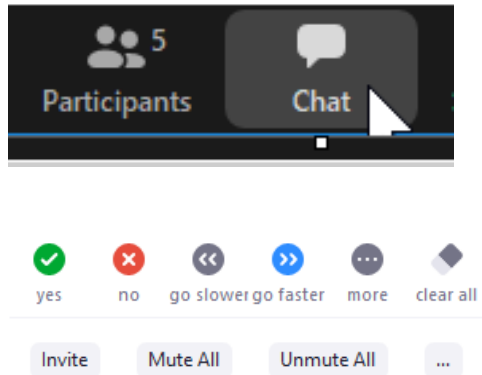 5
Participants Chat
yes no go slower go faster more clear all
Invite Mute All Unmute All ...